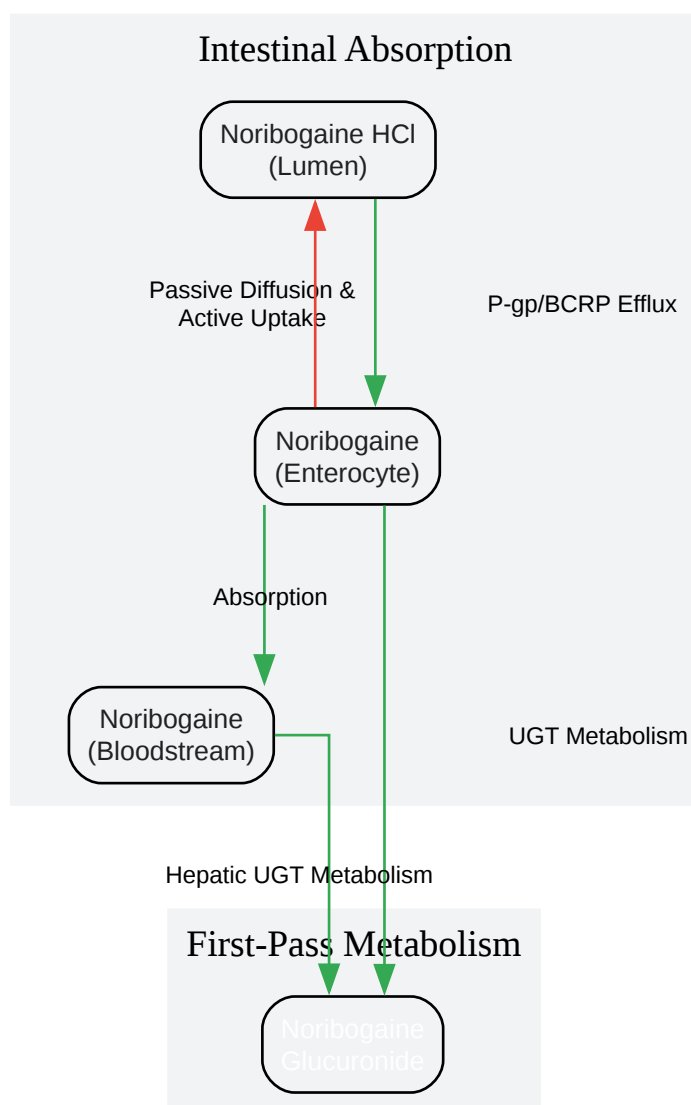 Intestinal Absorption
Noribogaine HCl
(Lumen)
Passive Diffusion &
Active Uptake
P-gp/BCRP Efflux
Noribogaine
(Enterocyte)
Absorption
Noribogaine
(Bloodstream)
UGT Metabolism
Hepatic UGT Metabolism
First-Pass Metabolism
Noribogaine
Glucuronide